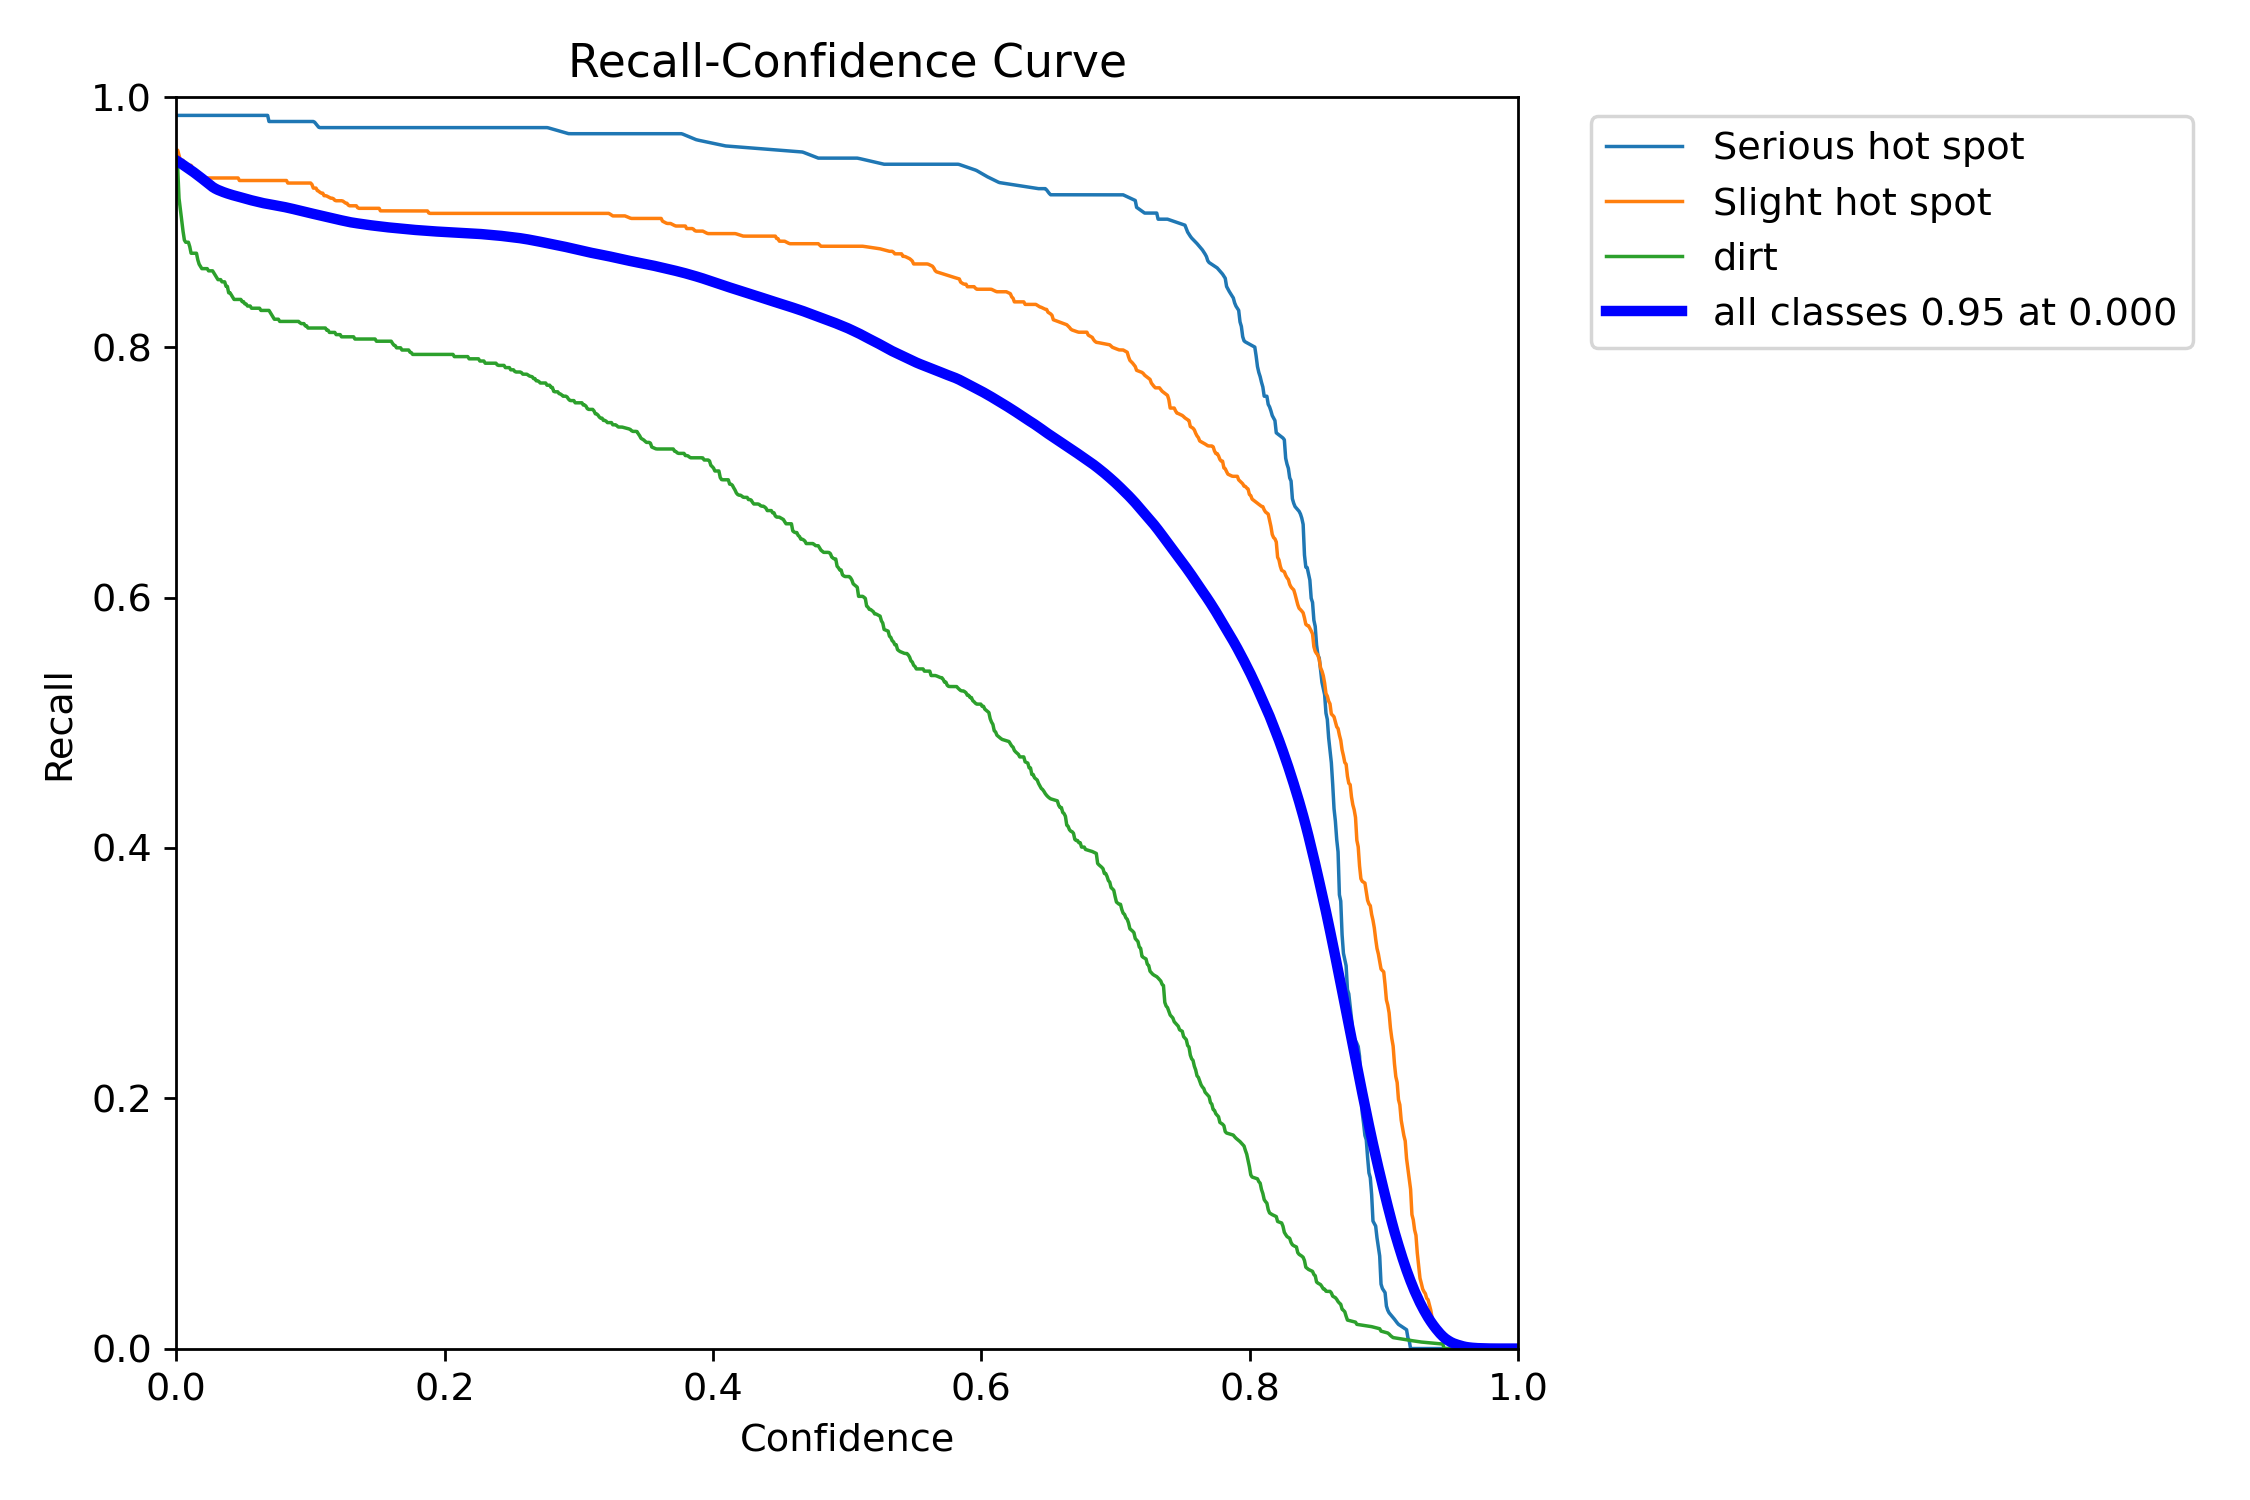 Recall-Confidence Curve
1.0
0.8
0.6
0.4
0.2
0.0
Recall
0.0 0.2 0.4 0.6 0.8 1.0
Confidence
Serious hot spot
Slight hot spot
dirt
all classes 0.95 at 0.000